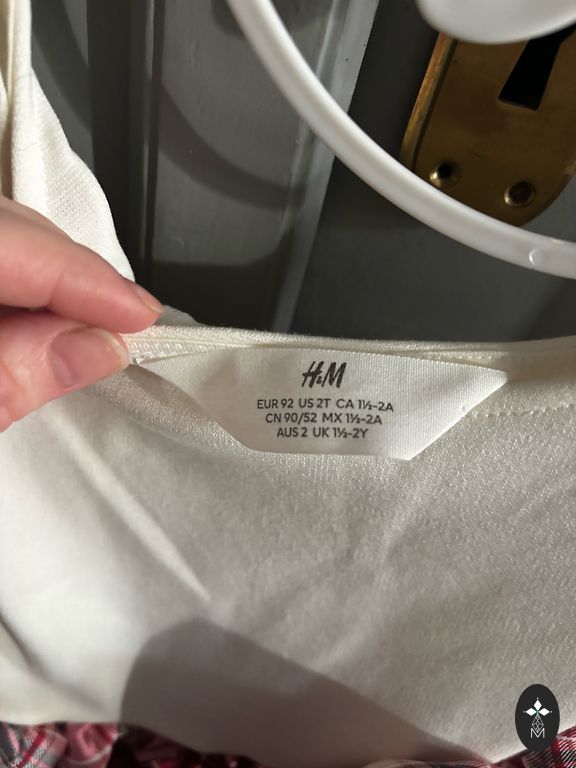 H&M
EUR 92 US 2T CA 1½-2A
CN 90/52 MX 1½-2A
AUS 2 UK 1½-2Y
M